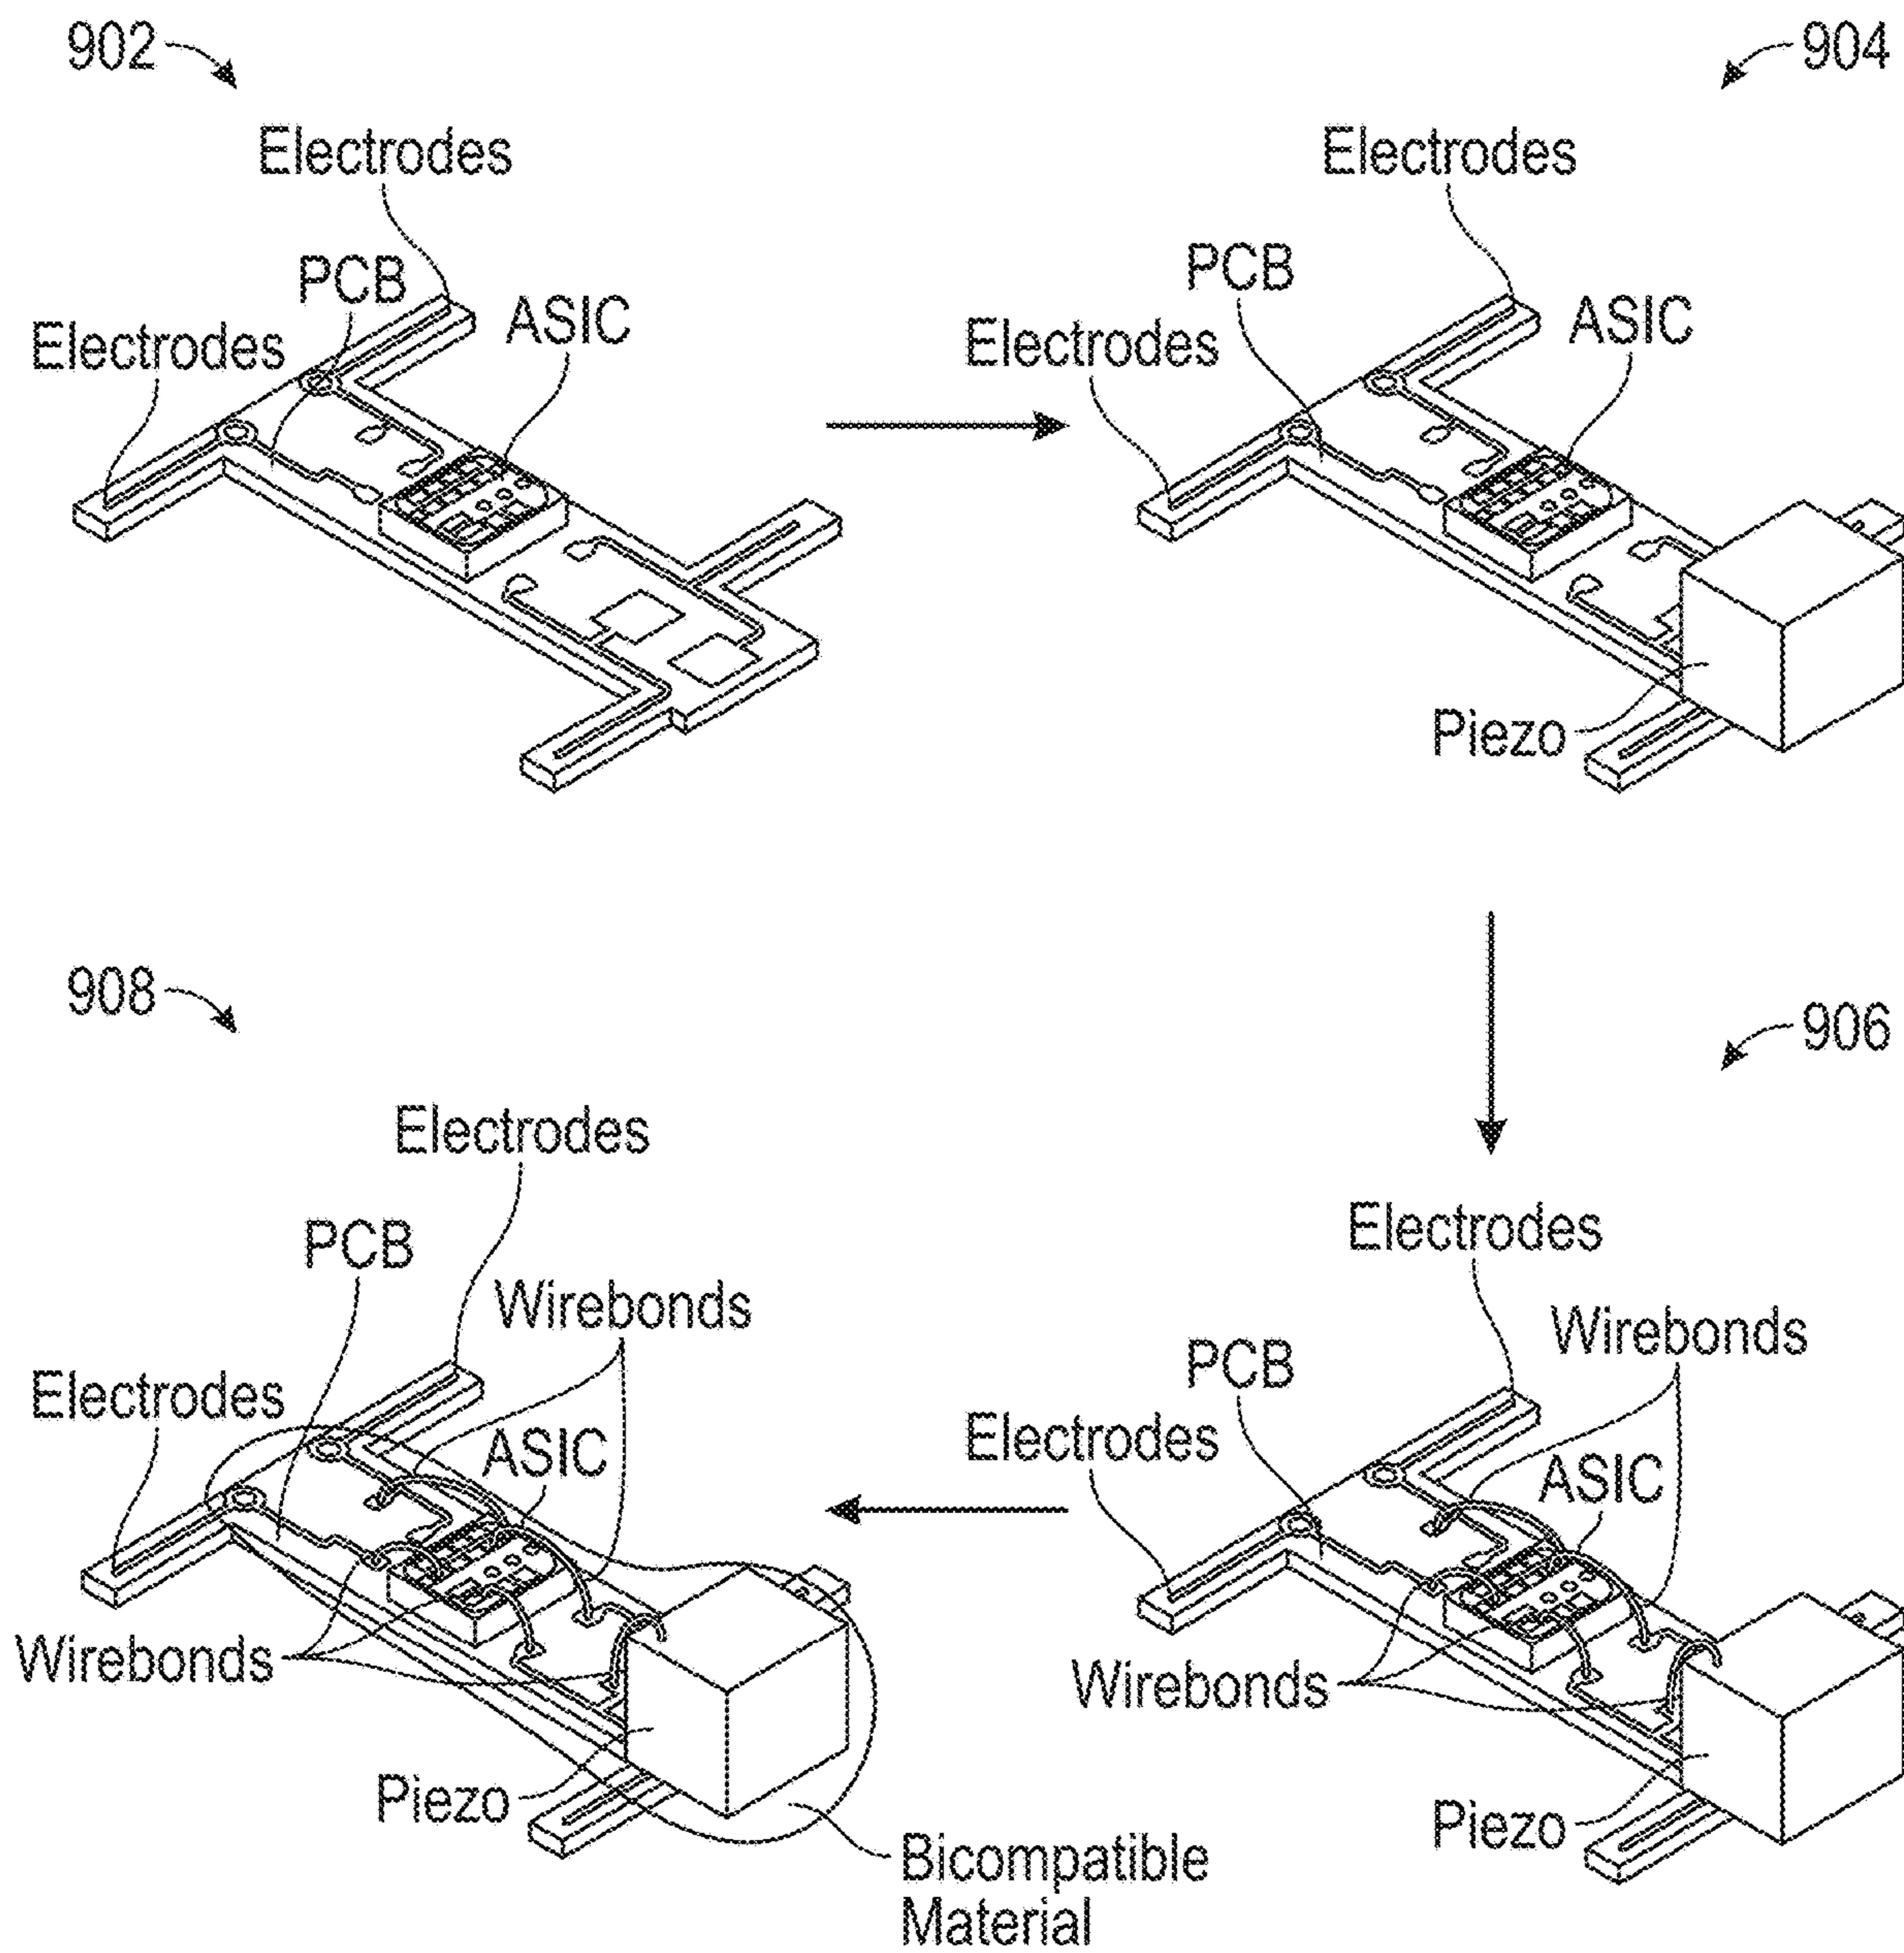 902
904
Electrodes
Electrodes
PCB
PCB
ASIC
ASIC
Electrodes
Electrodes
Piezo
908
906
Electrodes
Electrodes
PCB
Wirebonds
Wirebonds
PCB
Electrodes
Electrodes
ASIC
ASIC
Wirebonds
Wirebonds
Piezo
Piezo
Bicompatible
Material